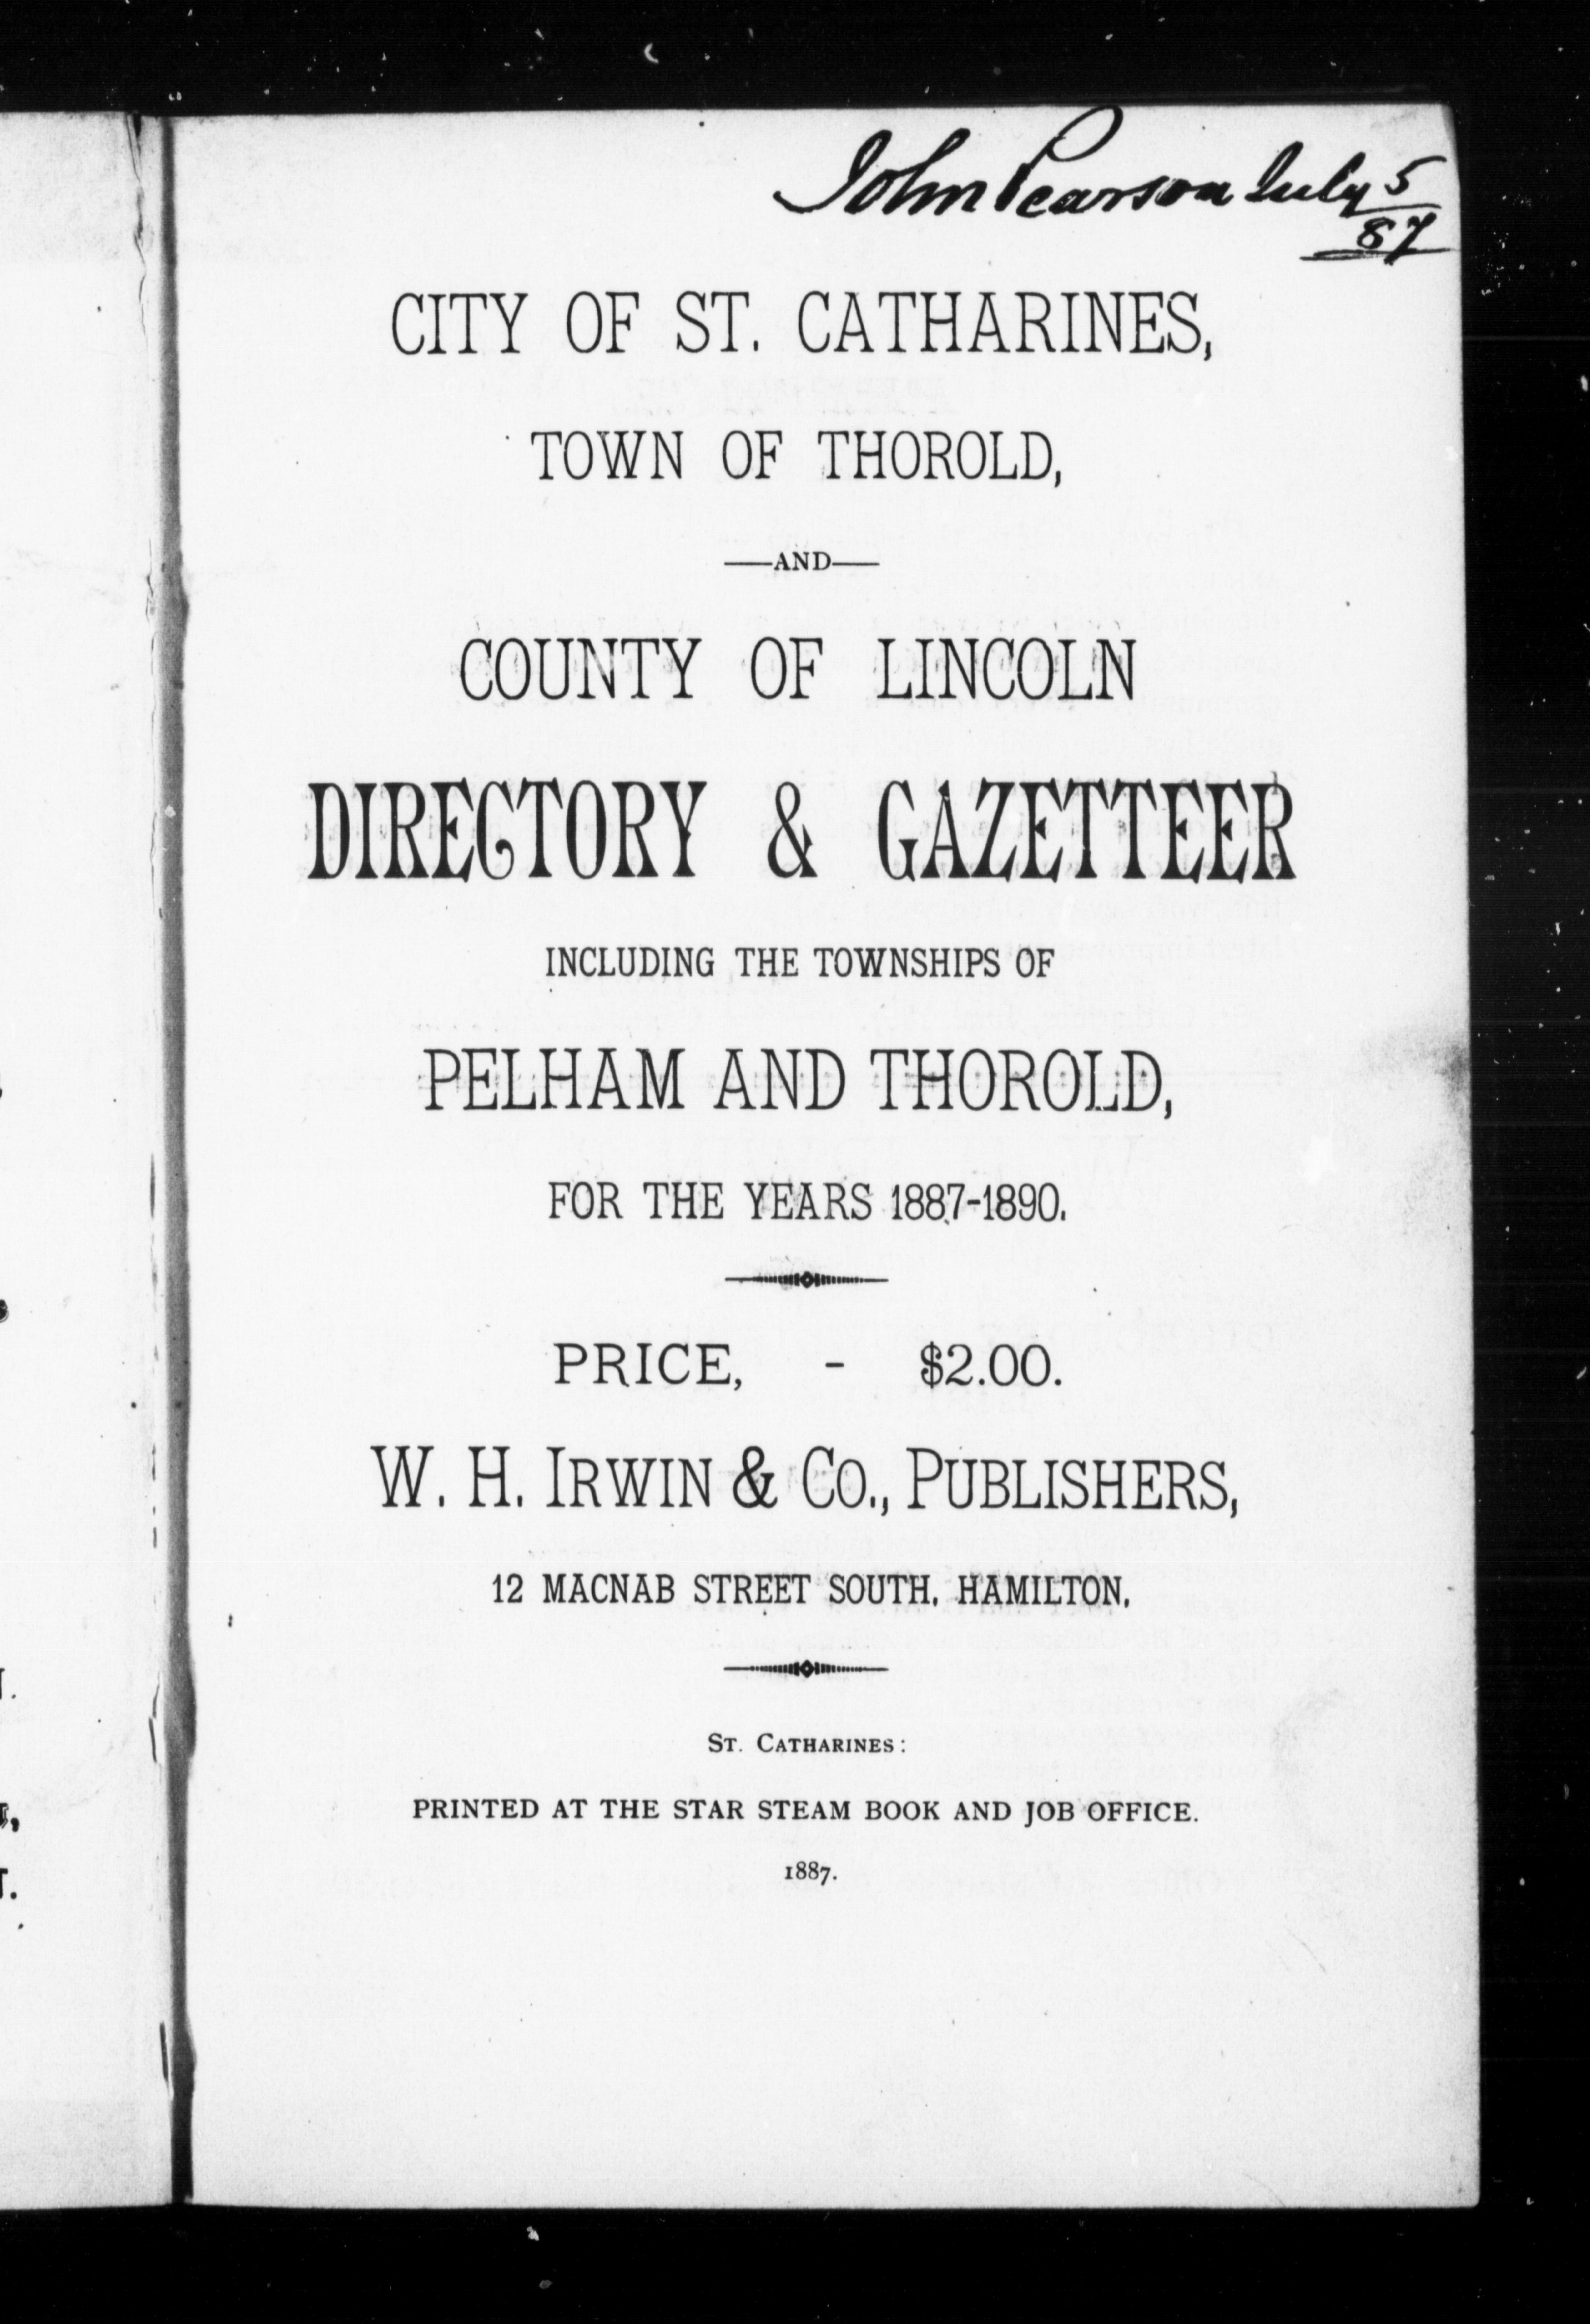 John Pearson July 5
87
CITY OF ST. CATHARINES,
TOWN OF THOROLD,
—AND—
COUNTY OF LINCOLN
DIRECTORY & GAZETTEER
INCLUDING THE TOWNSHIPS OF
PELHAM AND THOROLD,
FOR THE YEARS 1887-1890.
PRICE, - $2.00.
W. H. IRWIN & CO., PUBLISHERS,
12 MACNAB STREET SOUTH, HAMILTON.
ST. CATHARINES:
PRINTED AT THE STAR STEAM BOOK AND JOB OFFICE.
1887.